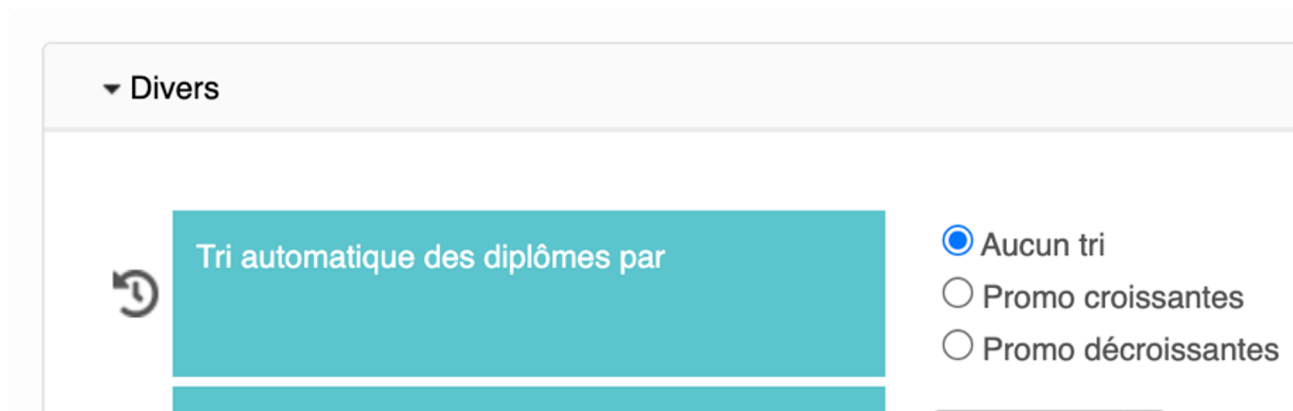 Divers
Tri automatique des diplômes par
Aucun tri
Promo croissantes
Promo décroissantes